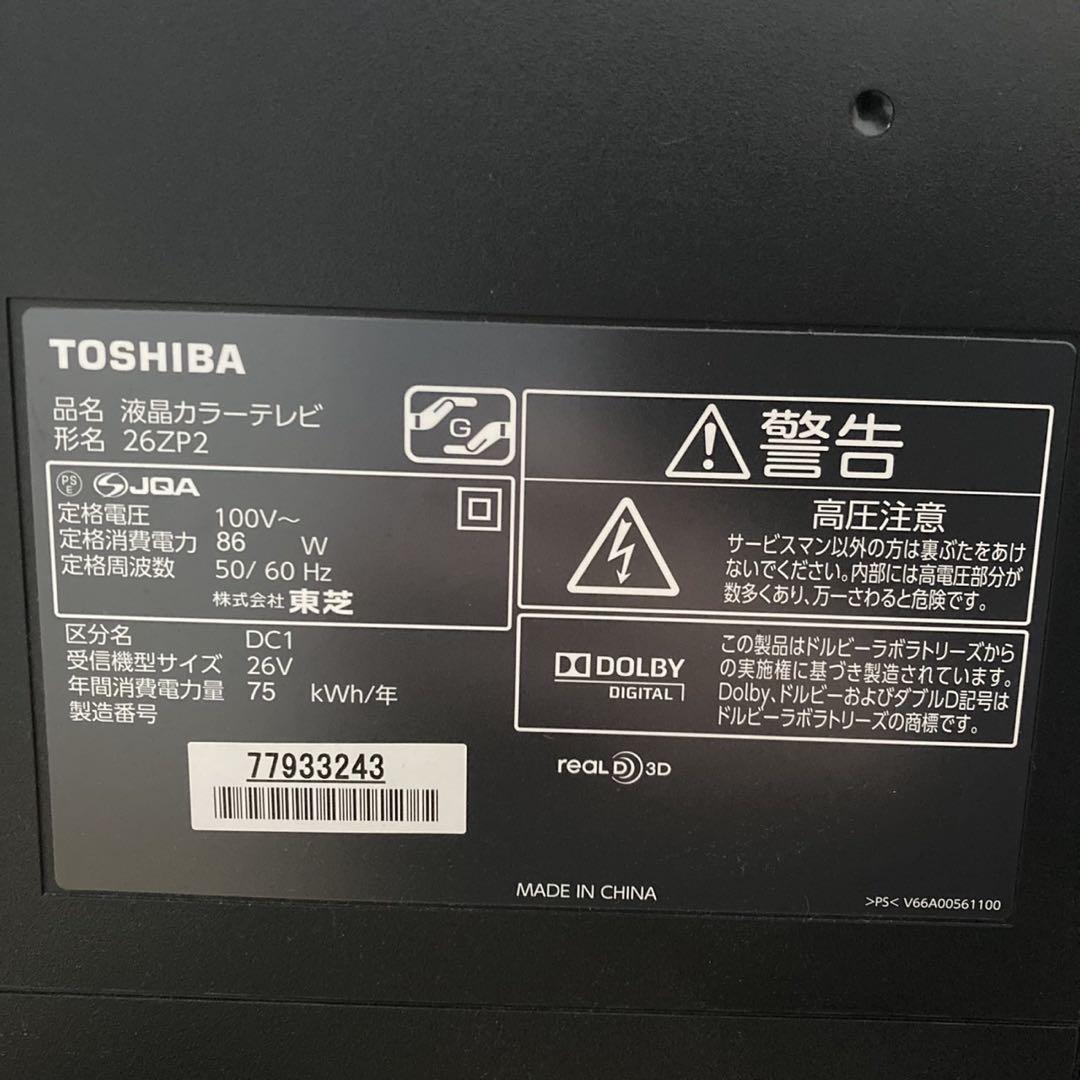 TOSHIBA
品名 液晶カラーテレビ
形名 26ZP2
G
PS
E
JQA
定格電圧 100V～
定格消費電力 86 W
定格周波数 50/ 60 Hz
株式会社 東芝
区分名 DC1
受信機型サイズ 26V
年間消費電力量 75 kWh/年
製造番号
77933243
警告
高圧注意
サービスマン以外の方は裏ぶたをあけ
ないでください。内部には高電圧部分が
数多くあり、万一さわると危険です。
DOLBY
DIGITAL
この製品はドルビーラボラトリーズから
の実施権に基づき製造されています。
Dolby、ドルビーおよびダブルD記号は
ドルビーラボラトリーズの商標です。
reaL D 3D
MADE IN CHINA
>PS< V66A00561100